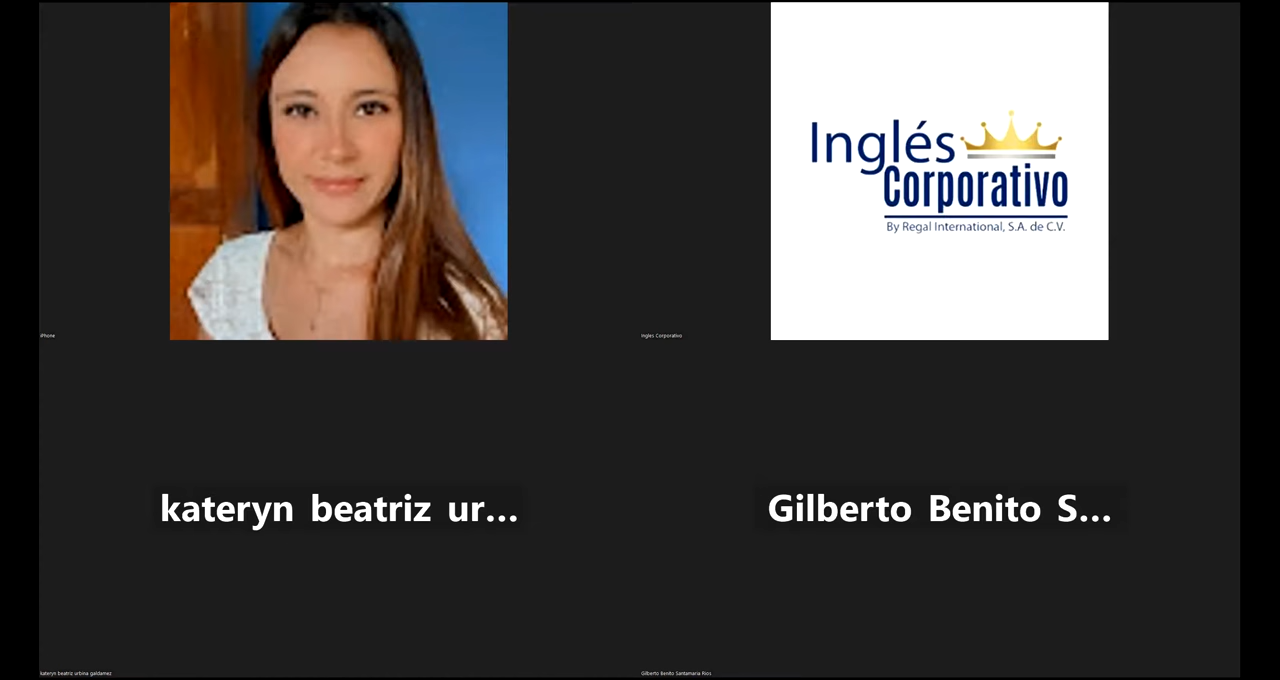 Inglés
Corporativo
By Regal International, S.A. de C.V.
iPhone
Ingles Corporativo
kateryn beatriz ur...
Gilberto Benito S...
kateryn beatriz urbina galdamez
Gilberto Benito Santamaria Rios